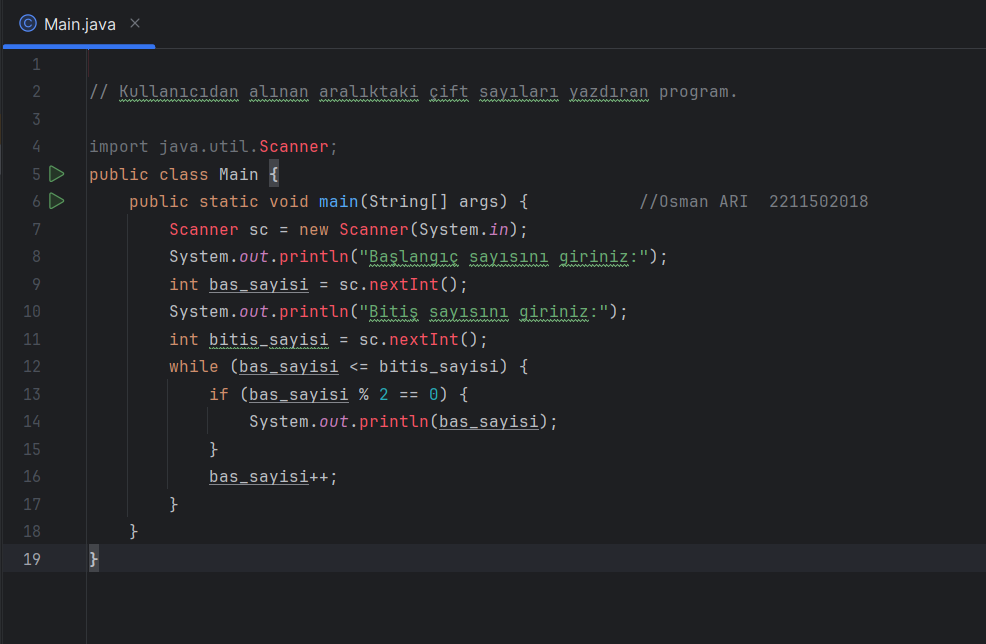 Main.java
1
2 // Kullanıcıdan alınan aralıktaki çift sayıları yazdıran program.
3
4 import java.util.Scanner;
5 public class Main {
6 public static void main(String[] args) { //Osman ARI 2211502018
7 Scanner sc = new Scanner(System.in);
8 System.out.println("Başlangıç sayısını giriniz:");
9 int bas_sayisi = sc.nextInt();
10 System.out.println("Bitiş sayısını giriniz:");
11 int bitis_sayisi = sc.nextInt();
12 while (bas_sayisi <= bitis_sayisi) {
13 if (bas_sayisi % 2 == 0) {
14 System.out.println(bas_sayisi);
15 }
16 bas_sayisi++;
17 }
18 }
19 }